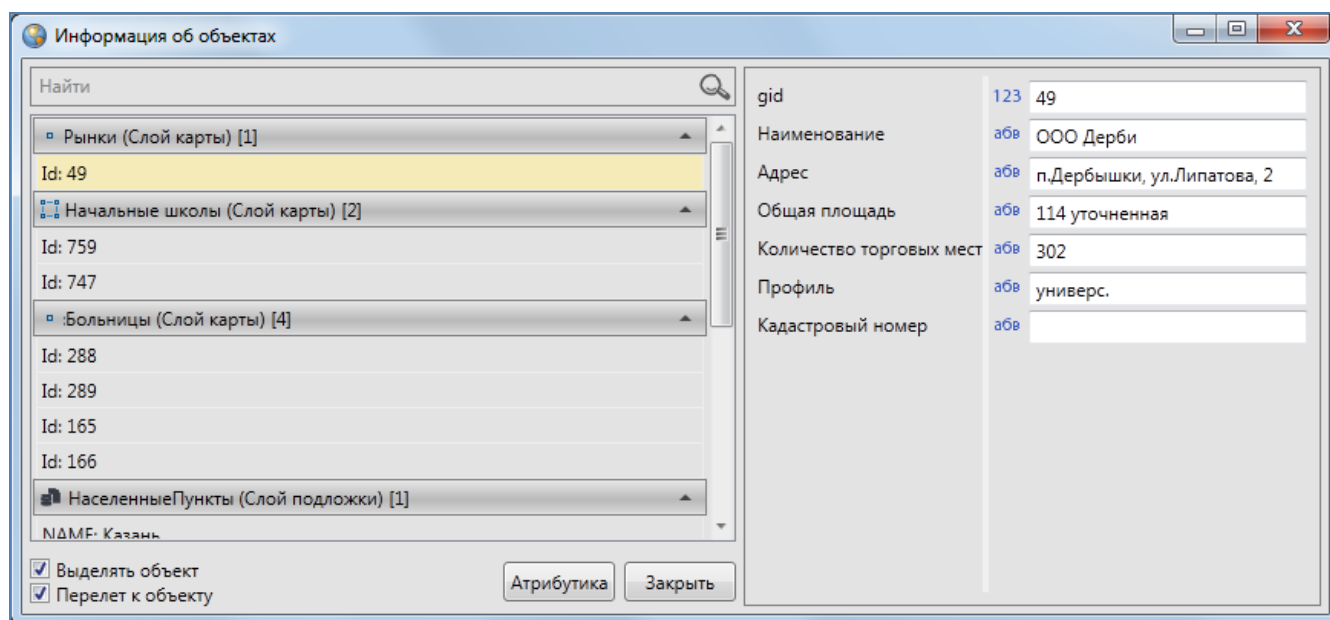 Информация об объектах
Найти
Рынки (Слой карты) [1]
Id: 49
Начальные школы (Слой карты) [2]
Id: 759
Id: 747
:Больницы (Слой карты) [4]
Id: 288
Id: 289
Id: 165
Id: 166
НаселенныеПункты (Слой подложки) [1]
NAME: Казань
Выделять объект
Перелет к объекту
Атрибутика
Закрыть
gid 123 49
Наименование абв ООО Дерби
Адрес абв п.Дербышки, ул.Липатова, 2
Общая площадь абв 114 уточненная
Количество торговых мест абв 302
Профиль абв универс.
Кадастровый номер абв